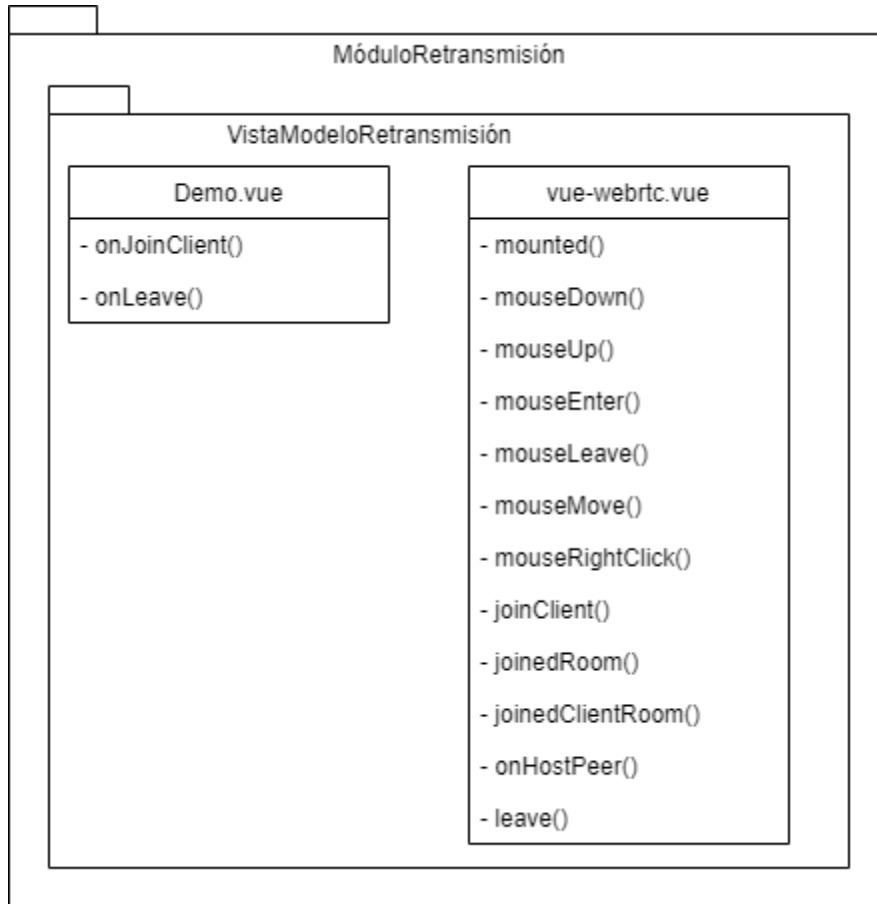 MóduloRetransmisión
VistaModeloRetransmisión
Demo.vue
- onJoinClient()
- onLeave()
vue-webrtc.vue
- mounted()
- mouseDown()
- mouseUp()
- mouseEnter()
- mouseLeave()
- mouseMove()
- mouseRightClick()
- joinClient()
- joinedRoom()
- joinedClientRoom()
- onHostPeer()
- leave()